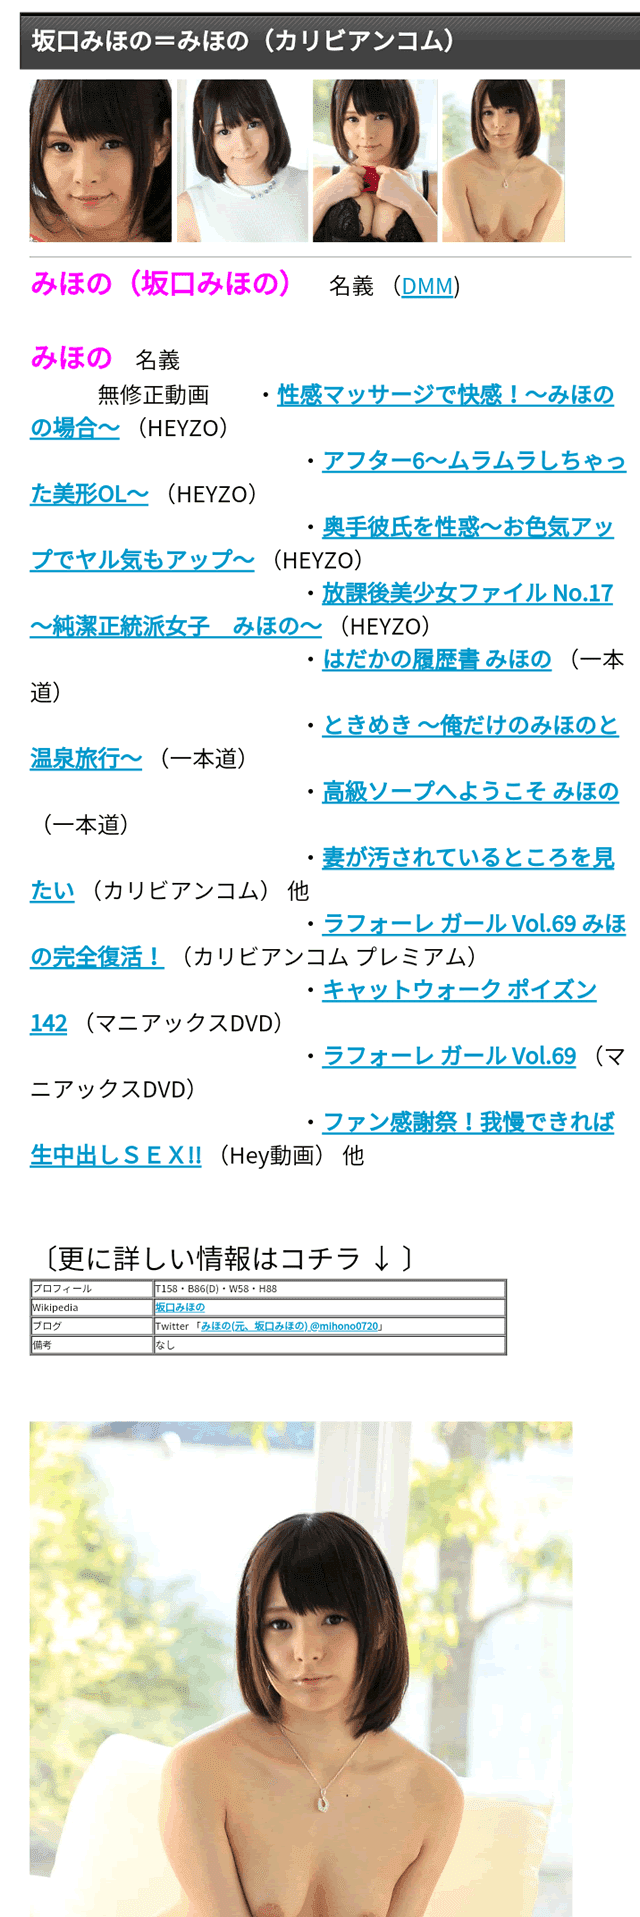 坂口みほの＝みほの（カリビアンコム）
みほの（坂口みほの）　名義 （DMM)
みほの　名義
無修正動画　　・性感マッサージで快感！～みほの
の場合～ （HEYZO）
・アフター6～ムラムラしちゃっ
た美形OL～ （HEYZO）
・奥手彼氏を性惑～お色気アッ
プでヤル気もアップ～ （HEYZO）
・放課後美少女ファイル No.17
～純潔正統派女子　みほの～ （HEYZO）
・はだかの履歴書 みほの （一本
道）
・ときめき ～俺だけのみほのと
温泉旅行～ （一本道）
・高級ソープへようこそ みほの
（一本道）
・妻が汚されているところを見
たい （カリビアンコム） 他
・ラフォーレ ガール Vol.69 みほ
の完全復活！ （カリビアンコム プレミアム）
・キャットウォーク ポイズン
142 （マニアックスDVD）
・ラフォーレ ガール Vol.69 （マ
ニアックスDVD）
・ファン感謝祭！我慢できれば
生中出しＳＥＸ!! （Hey動画） 他
〔更に詳しい情報はコチラ ↓ 〕
プロフィール　T158・B86(D)・W58・H88
Wikipedia　坂口みほの
ブログ　Twitter 「みほの(元、坂口みほの) @mihono0720」
備考　なし